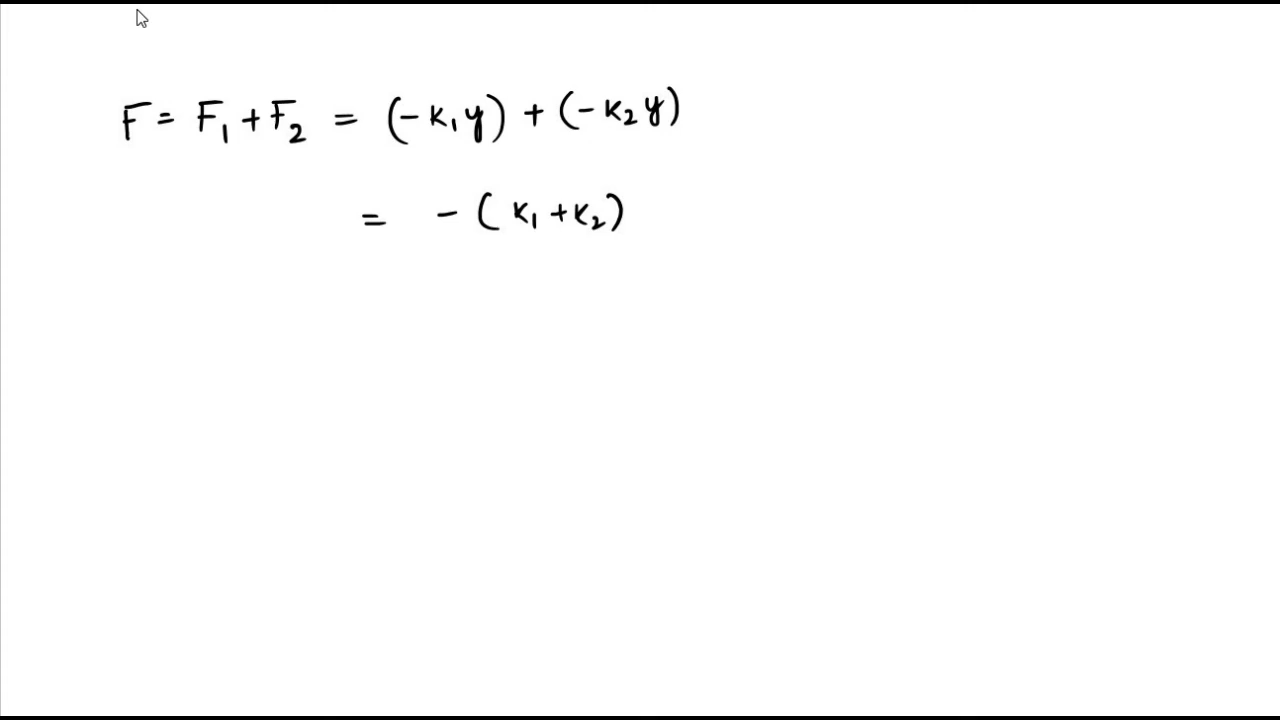 F = F₁ + F₂ = (-K₁y) + (-K₂y)
= - (K₁ + K₂)